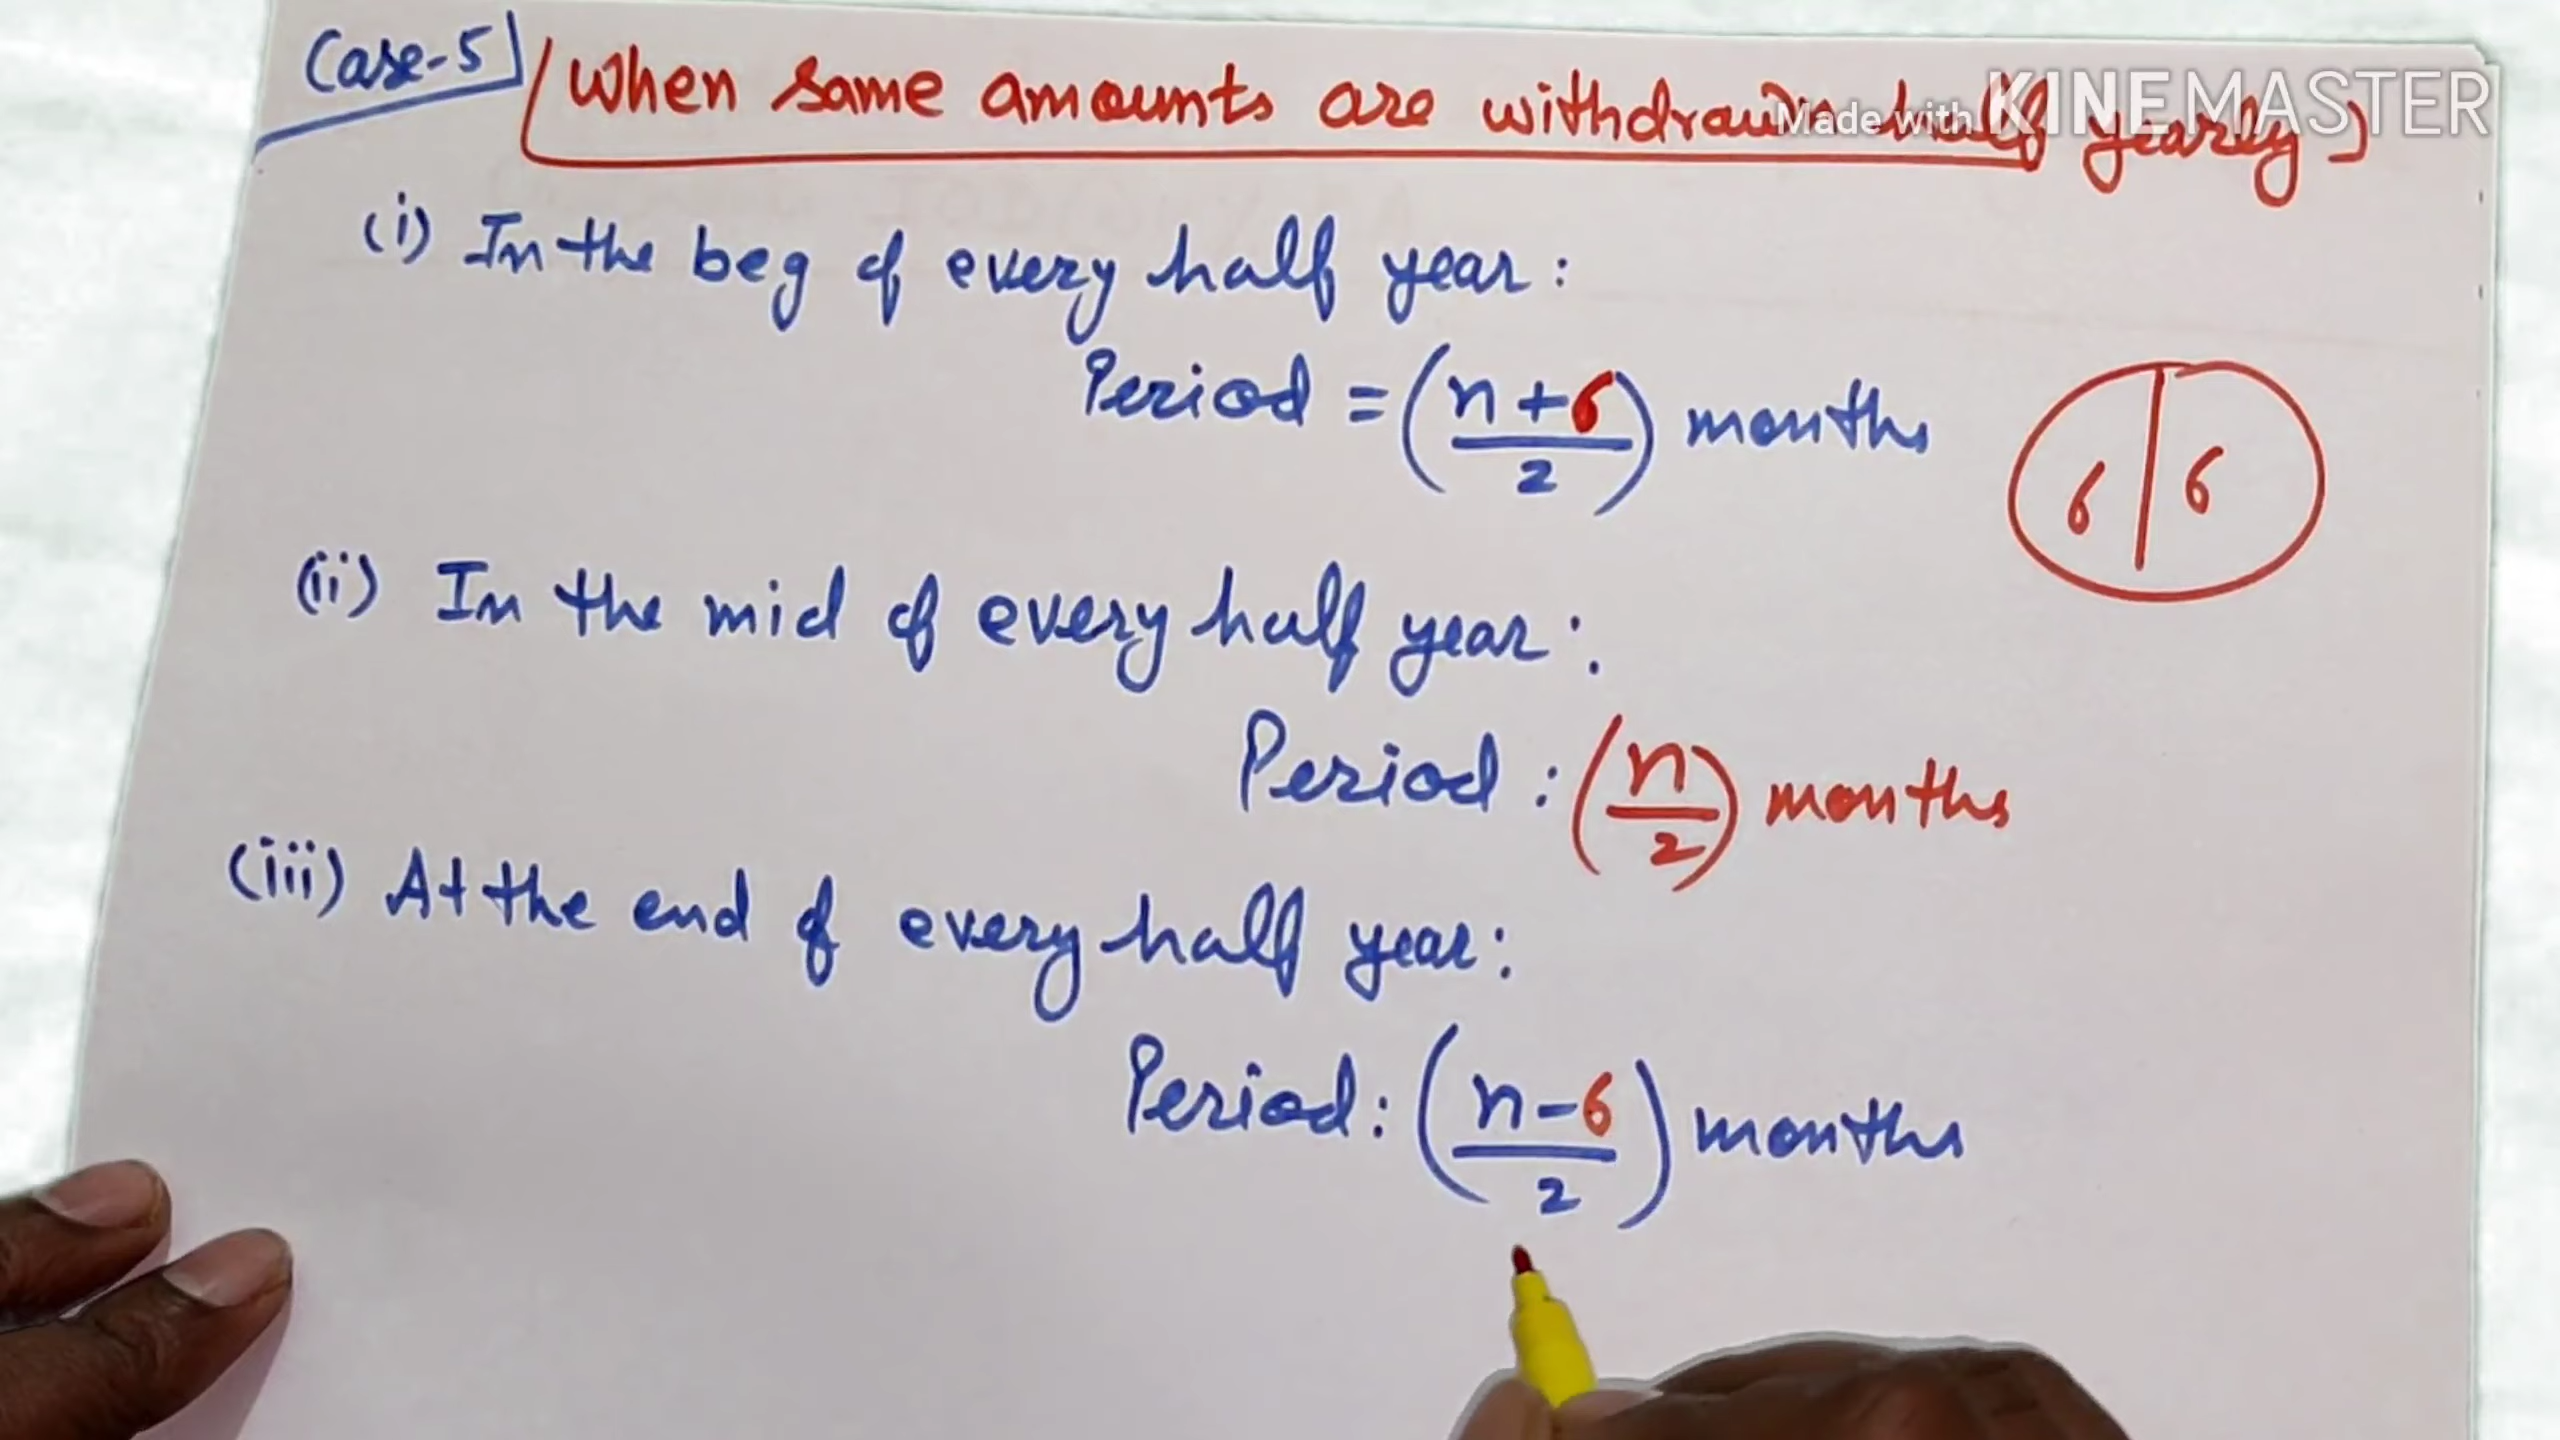 Case-5
When same amounts are withdrawn half yearly
Made with KINEMASTER
(i) In the beg of every half year:
Period = (n+6/2) months
6 | 6
(ii) In the mid of every half year:
Period : (n/2) months
(iii) At the end of every half year:
Period: (n-6/2) months